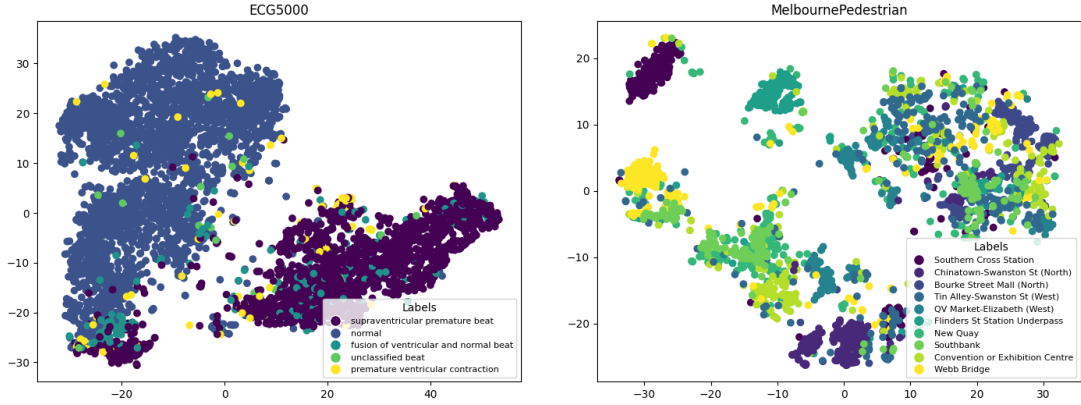 ECG5000
30
20
10
0
−10
−20
−30
−20
0
20
40
Labels
supraventricular premature beat
normal
fusion of ventricular and normal beat
unclassified beat
premature ventricular contraction
MelbournePedestrian
20
10
0
−10
−20
−30
−20
−10
0
10
20
30
Labels
Southern Cross Station
Chinatown-Swanston St (North)
Bourke Street Mall (North)
Tin Alley-Swanston St (West)
QV Market-Elizabeth (West)
Flinders St Station Underpass
New Quay
Southbank
Convention or Exhibition Centre
Webb Bridge